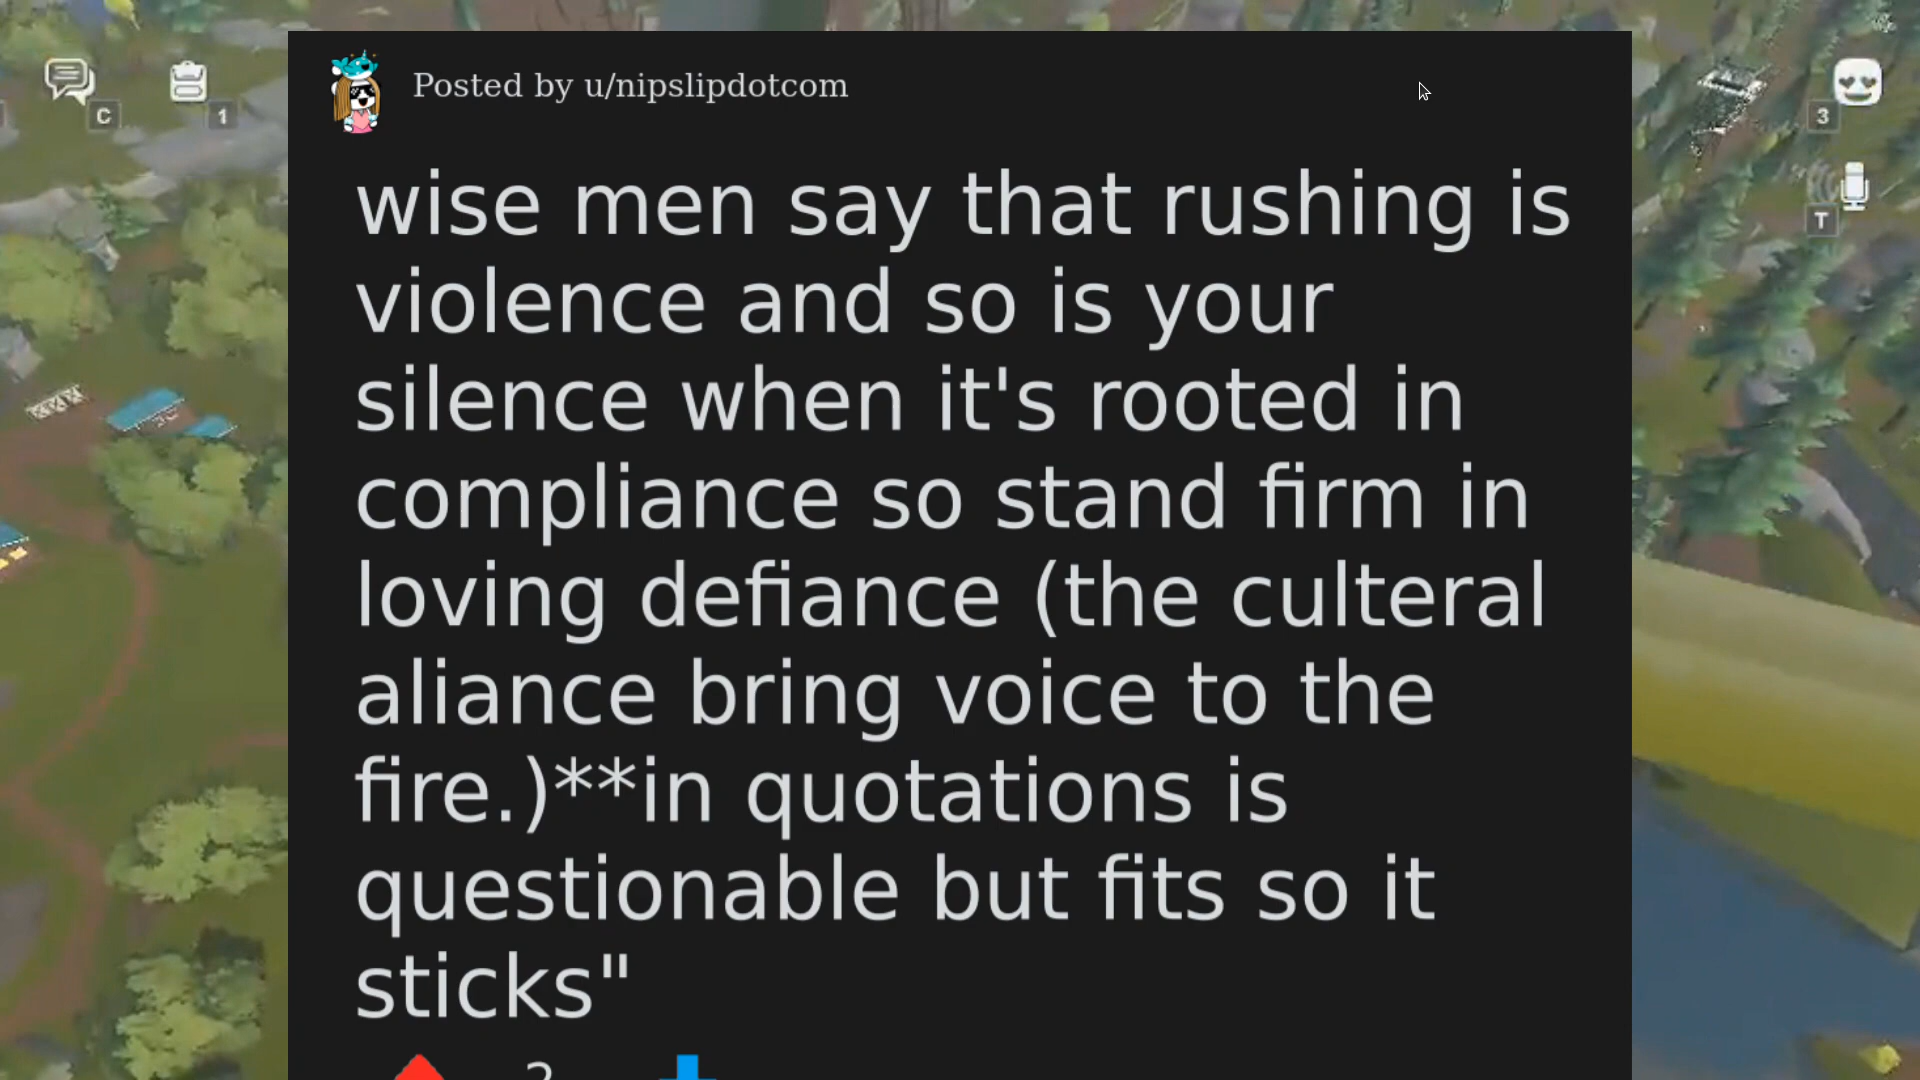 Posted by u/nipslipdotcom
C
1
3
T
wise men say that rushing is
violence and so is your
silence when it's rooted in
compliance so stand firm in
loving defiance (the culteral
aliance bring voice to the
fire.)**in quotations is
questionable but fits so it
sticks"